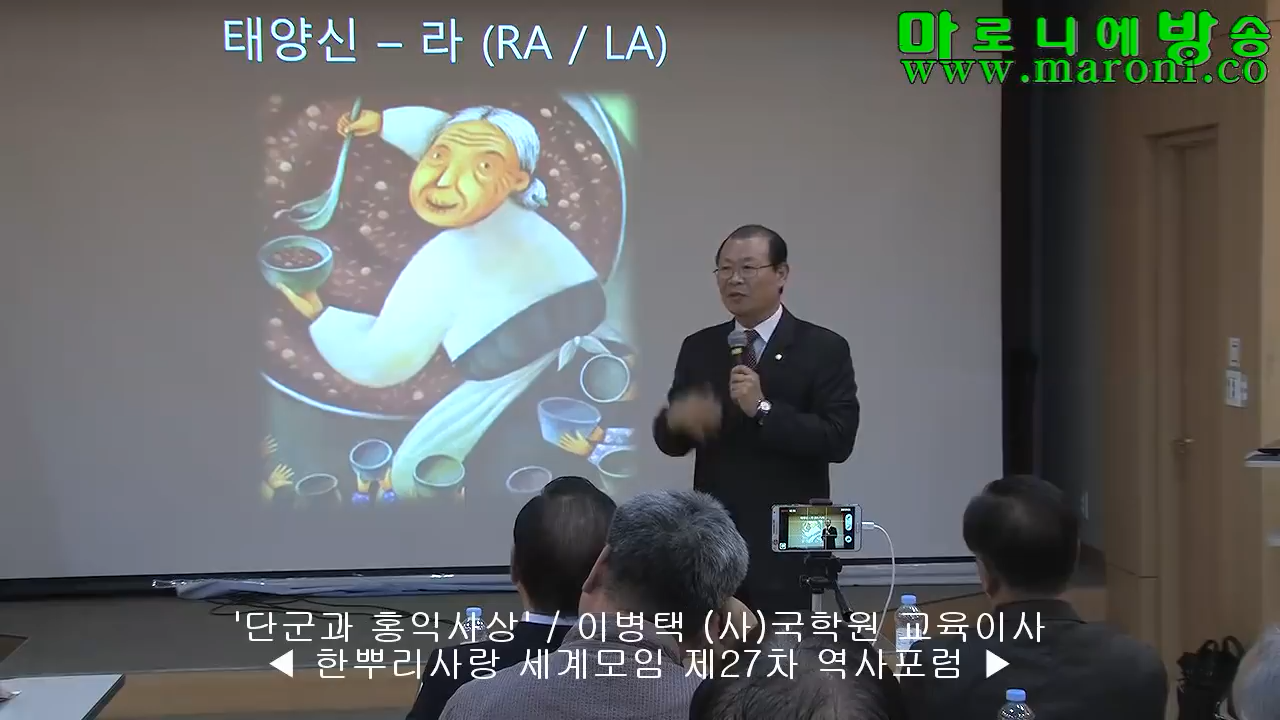 태양신 – 라 (RA / LA)
마로니에방송
www.maroni.co
'단군과 홍익사상' / 이병택 (사)국학원 교육이사
◀ 한뿌리사랑 세계모임 제27차 역사포럼 ▶